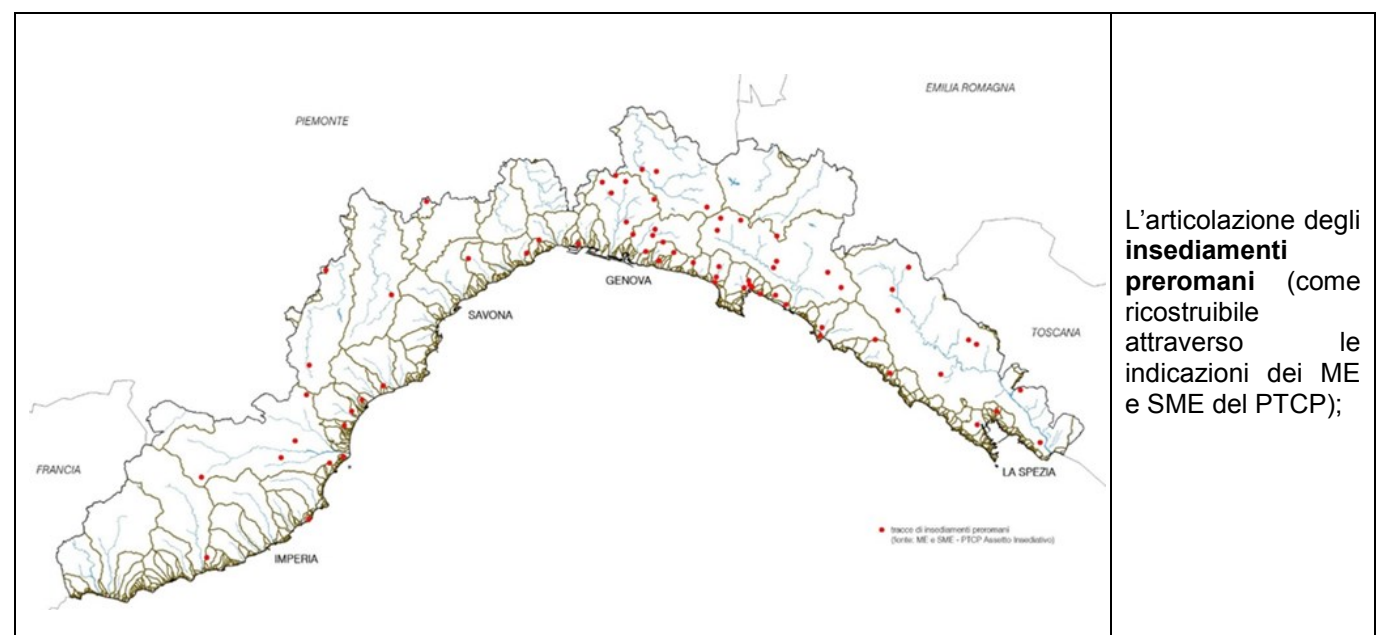 EMILIA ROMAGNA
PIEMONTE
GENOVA
SAVONA
TOSCANA
FRANCIA
LA SPEZIA
IMPERIA
tracce di insediamenti preromani
(fonte: ME e SME - PTCP Assetto Insediativo)
L'articolazione degli
insediamenti
preromani (come
ricostruibile
attraverso le
indicazioni dei ME
e SME del PTCP);